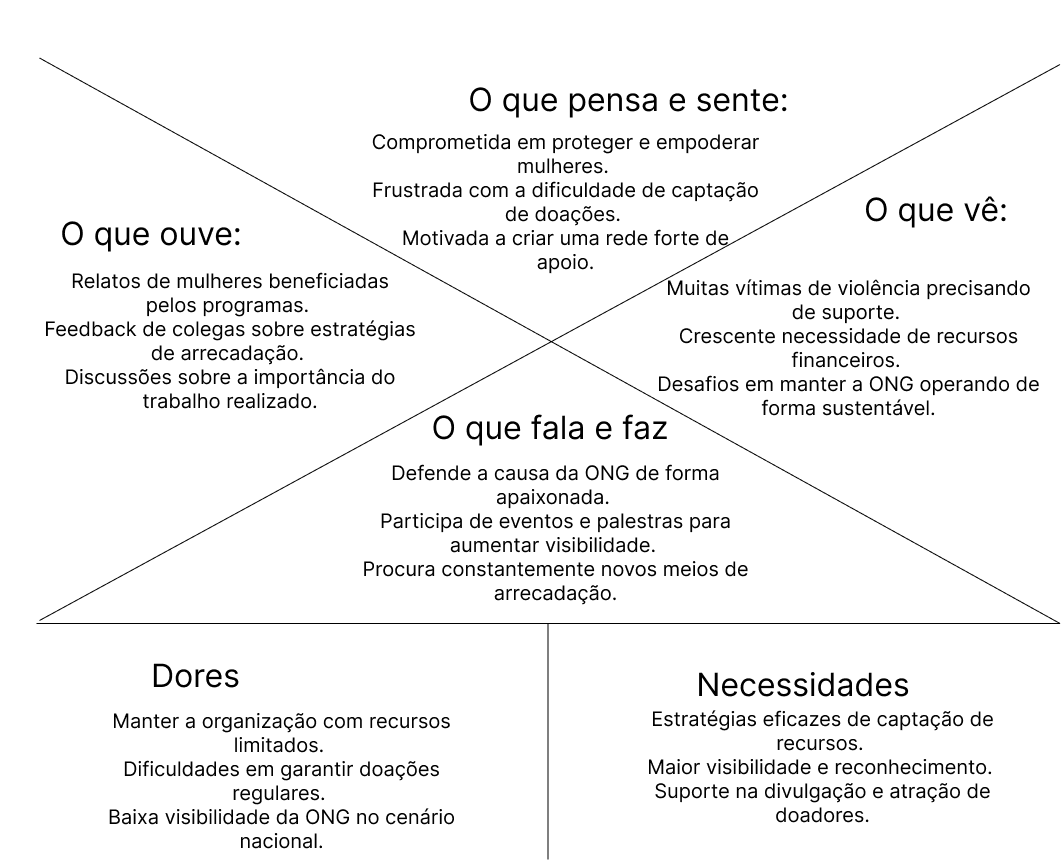 O que pensa e sente:
Comprometida em proteger e empoderar
mulheres.
Frustrada com a dificuldade de captação
de doações.
Motivada a criar uma rede forte de
apoio.
O que ouve:
Relatos de mulheres beneficiadas
pelos programas.
Feedback de colegas sobre estratégias
de arrecadação.
Discussões sobre a importância do
trabalho realizado.
O que vê:
Muitas vítimas de violência precisando
de suporte.
Crescente necessidade de recursos
financeiros.
Desafios em manter a ONG operando de
forma sustentável.
O que fala e faz
Defende a causa da ONG de forma
apaixonada.
Participa de eventos e palestras para
aumentar visibilidade.
Procura constantemente novos meios de
arrecadação.
Dores
Manter a organização com recursos
limitados.
Dificuldades em garantir doações
regulares.
Baixa visibilidade da ONG no cenário
nacional.
Necessidades
Estratégias eficazes de captação de
recursos.
Maior visibilidade e reconhecimento.
Suporte na divulgação e atração de
doadores.